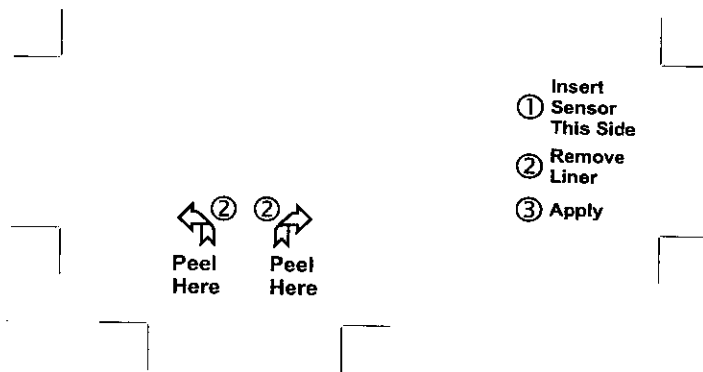 ① Insert
Sensor
This Side
② Remove
Liner
③ Apply
② ②
Peel Peel
Here Here